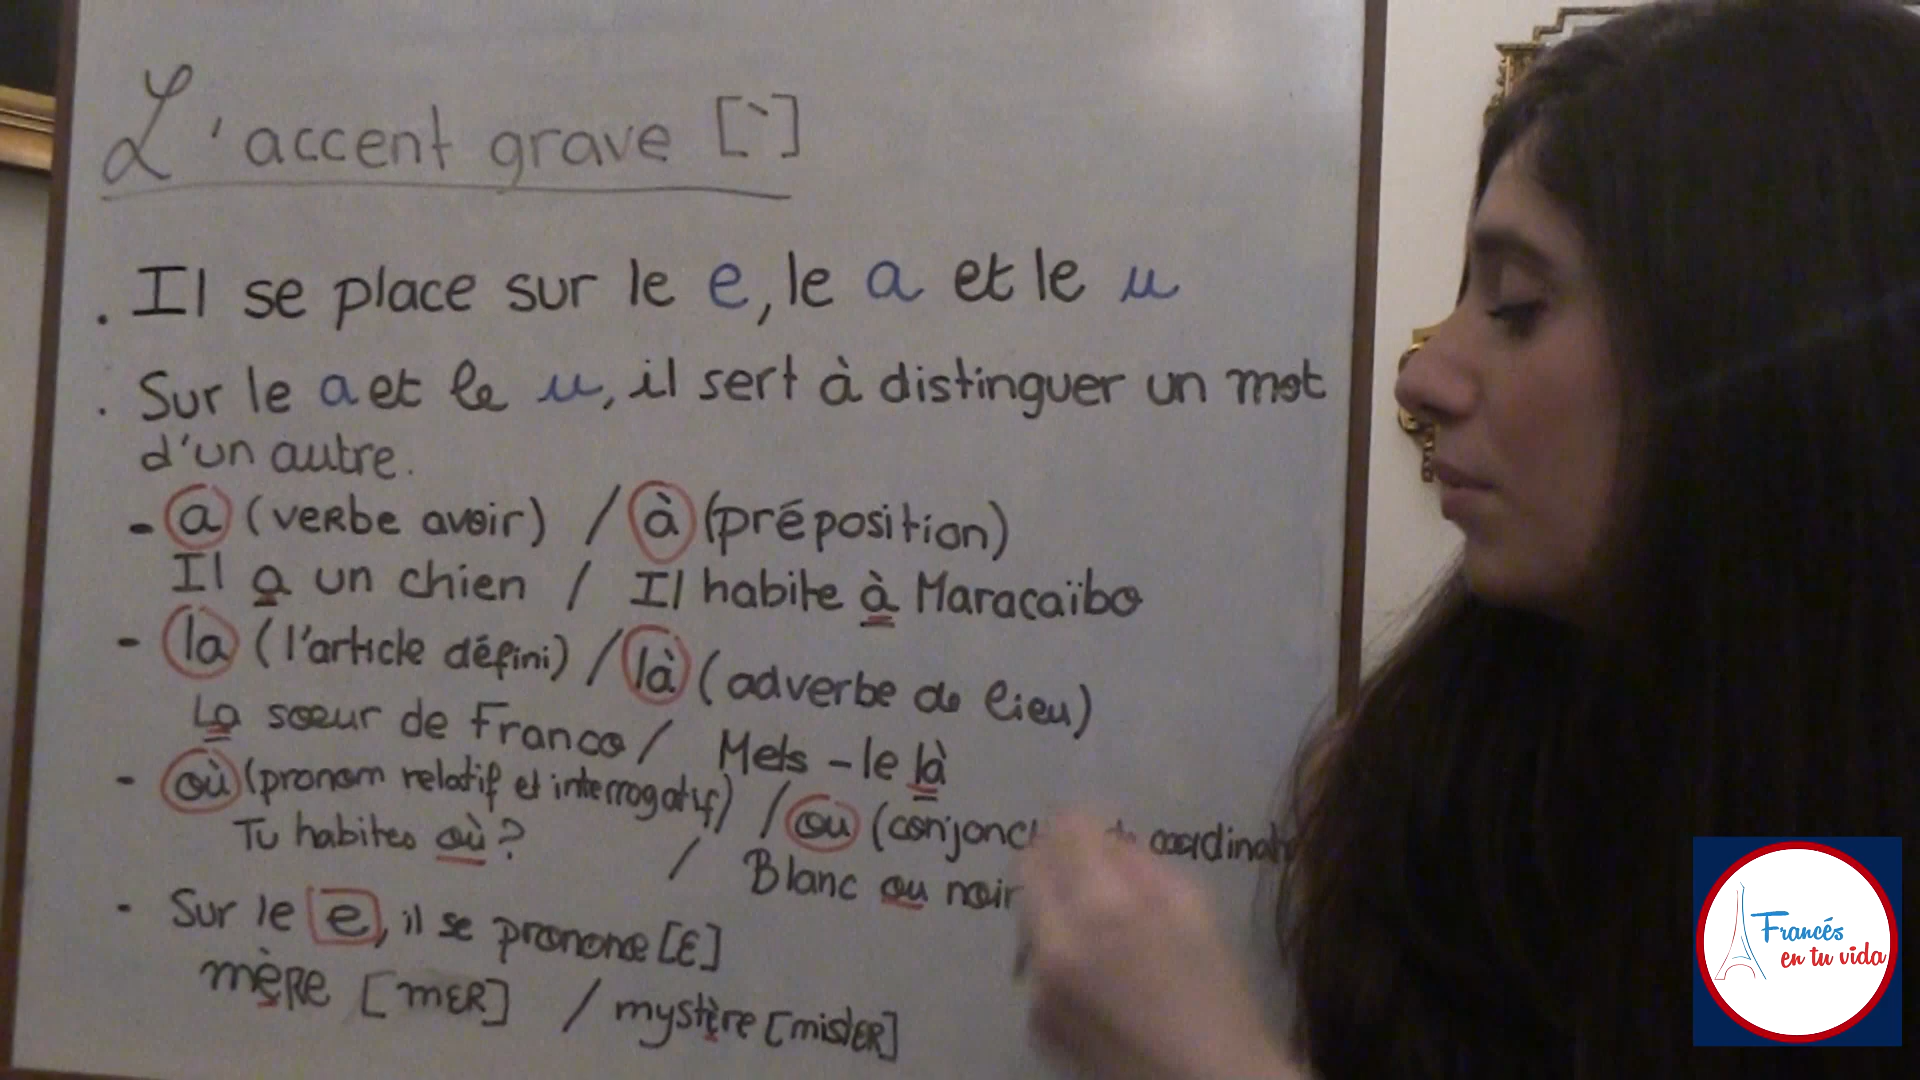 L'accent grave [`]
. Il se place sur le e, le a et le u
. Sur le a et le u, il sert à distinguer un mot
d'un autre.
- a (verbe avoir) / à (préposition)
Il a un chien / Il habite à Maracaïbo
- la (l'article défini) / là (adverbe de lieu)
La sœur de Franco / Mets-le là
- où (pronom relatif et interrogatif) / ou (conjonc
Tu habites où? / Blanc ou noir
- Sur le e, il se prononce [ɛ]
mère [mɛR] / mystère [mistɛR]
Francés
en tu vida